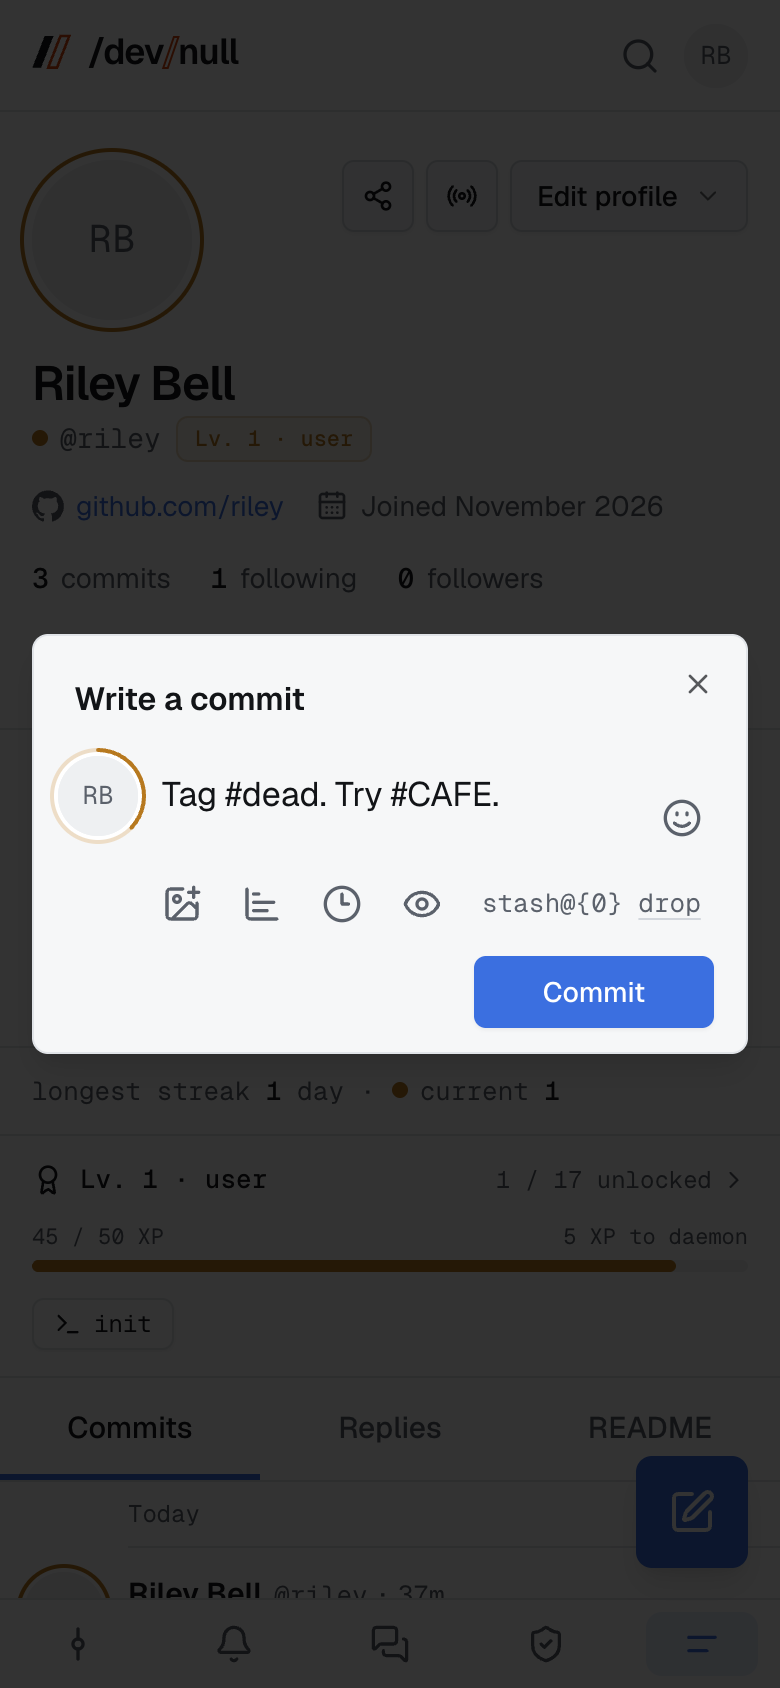 /dev/null
RB
RB
Edit profile
Riley Bell
@riley Lv. 1 · user
github.com/riley Joined November 2026
3 commits 1 following 0 followers
Write a commit
RB
Tag #dead. Try #CAFE.
stash@{0} drop
Commit
longest streak 1 day · current 1
Lv. 1 · user 1 / 17 unlocked
45 / 50 XP 5 XP to daemon
init
Commits Replies README
Today
Riley Bell @riley · 37m